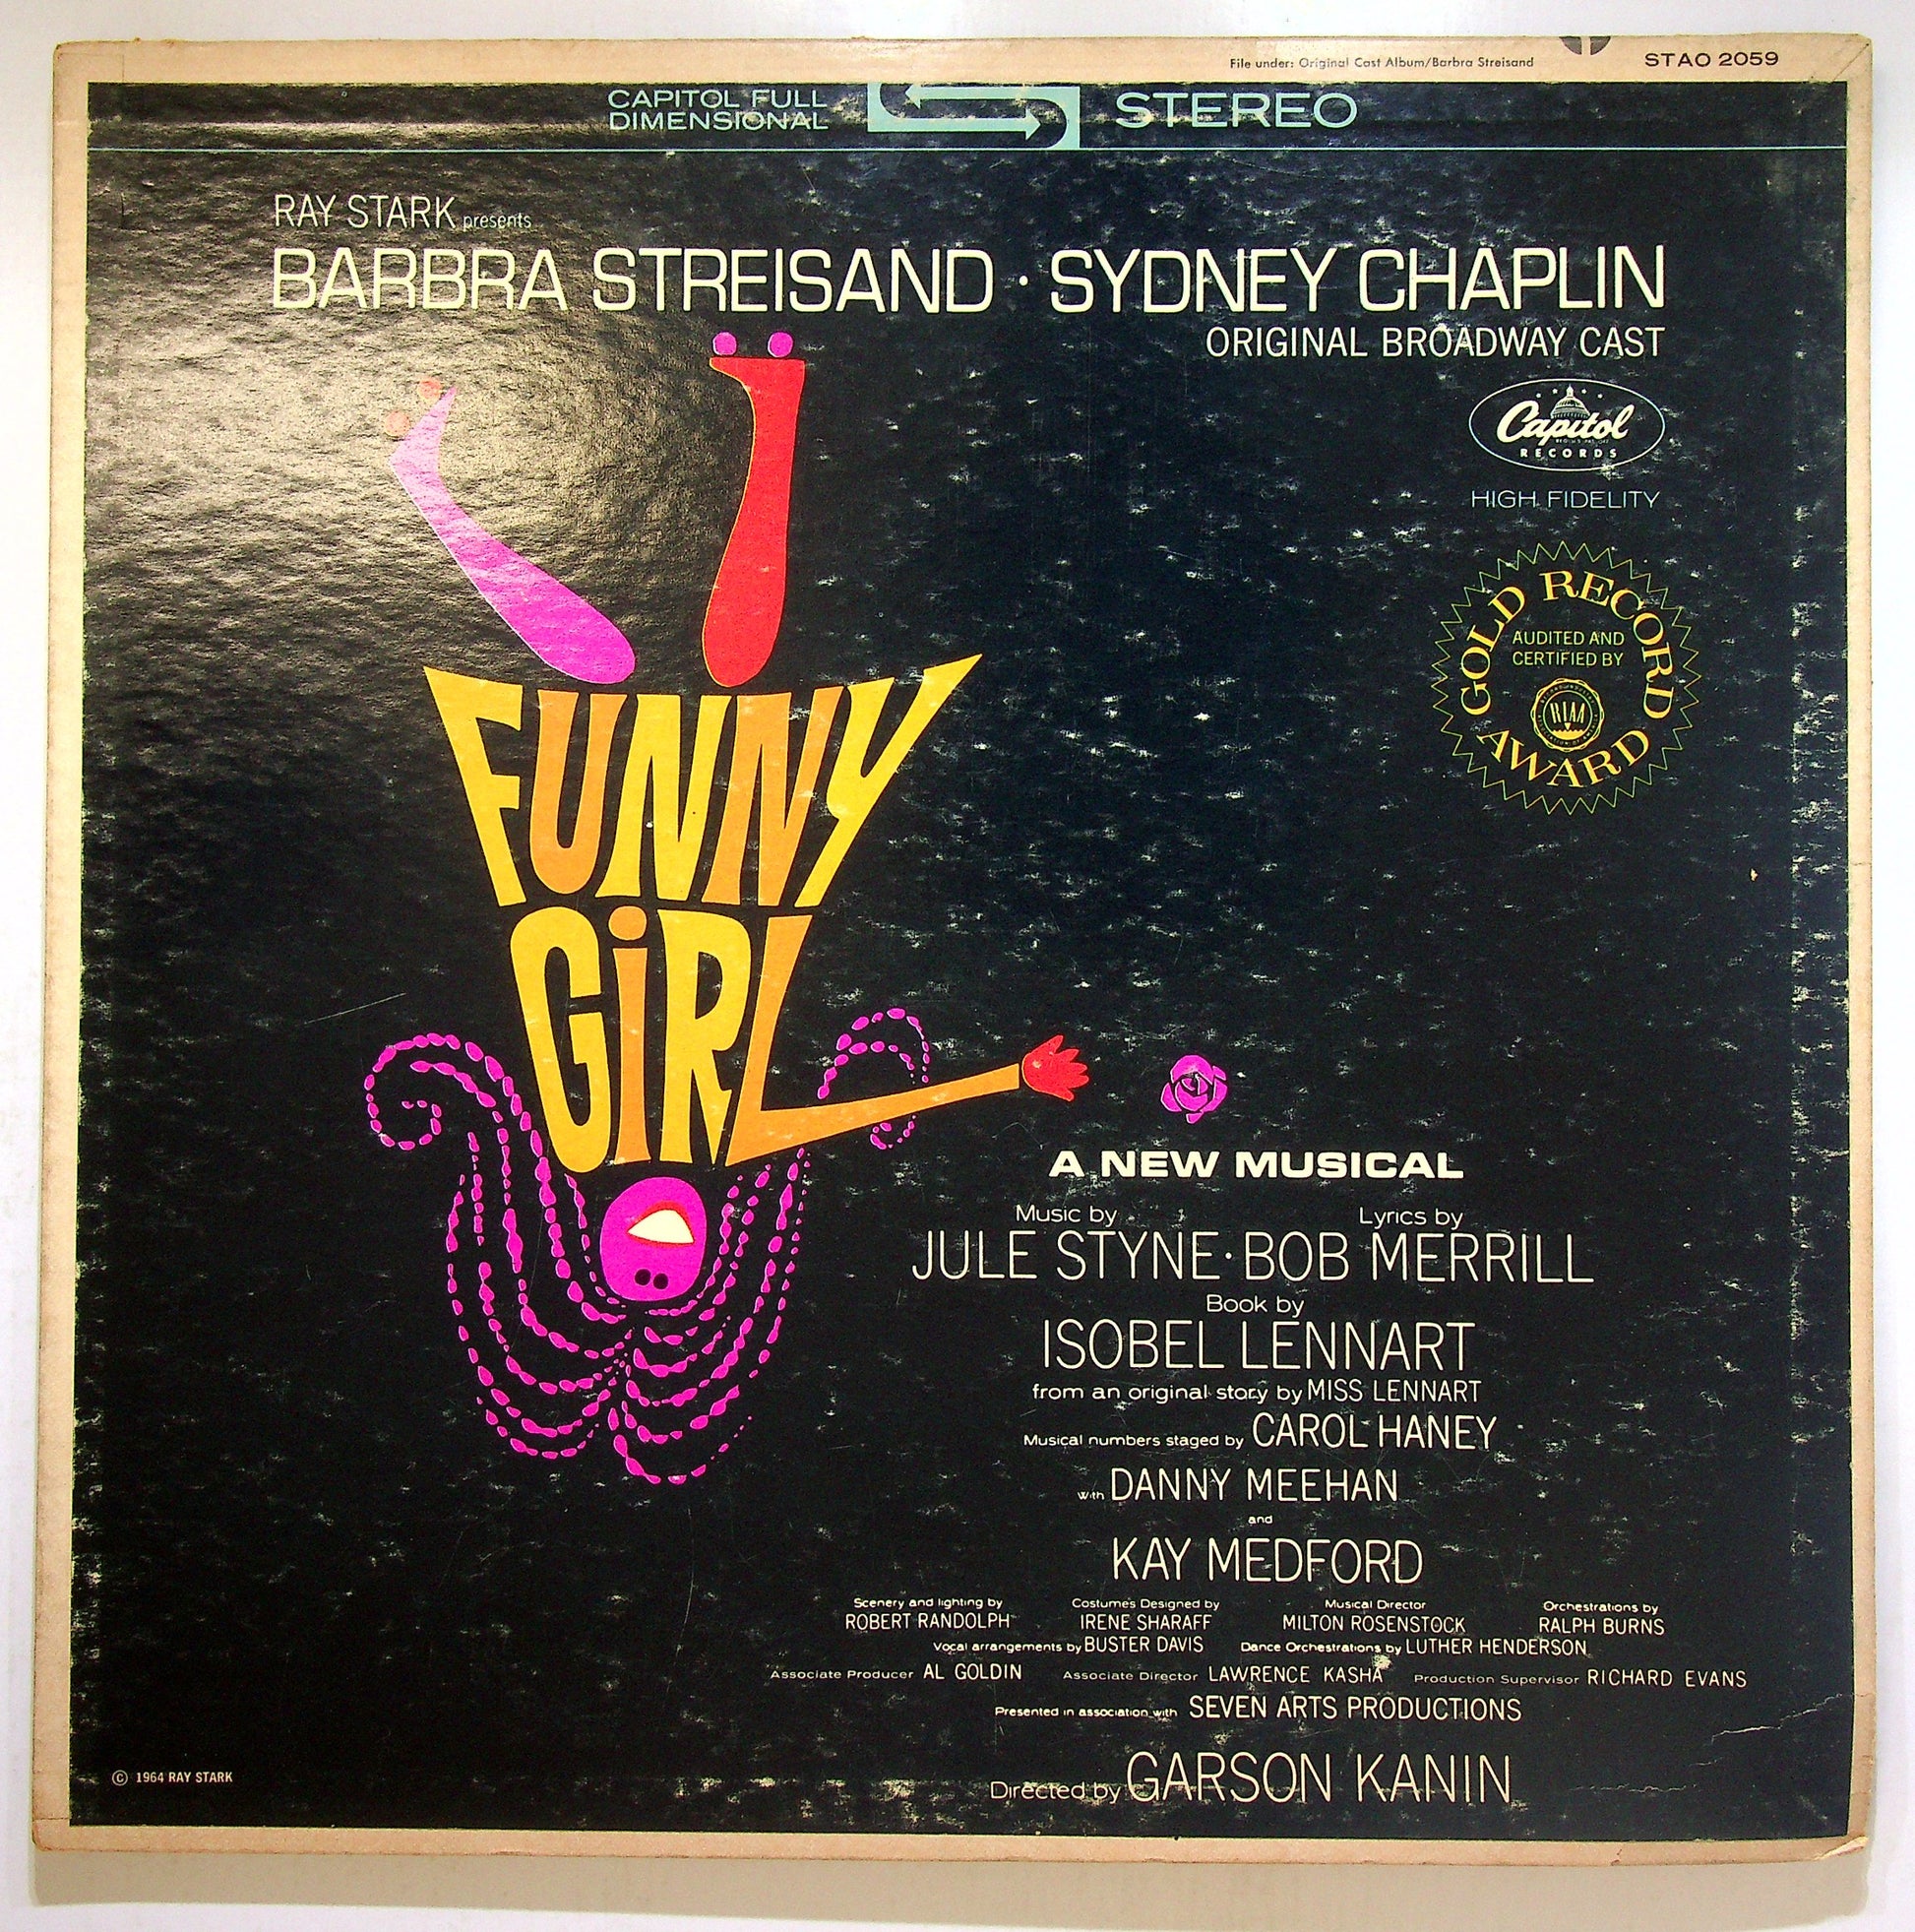 File under: Original Cast Album/Barbra Streisand
STAO 2059
CAPITOL FULL
DIMENSIONAL
STEREO
RAY STARK presents
BARBRA STREISAND · SYDNEY CHAPLIN
ORIGINAL BROADWAY CAST
Capitol
RECORDS
HIGH FIDELITY
GOLD RECORD
AUDITED AND
CERTIFIED BY
RIAA
AWARD
FUNNY
GiRL
A NEW MUSICAL
Music by Lyrics by
JULE STYNE · BOB MERRILL
Book by
ISOBEL LENNART
from an original story by MISS LENNART
Musical numbers staged by CAROL HANEY
with DANNY MEEHAN
and
KAY MEDFORD
Scenery and lighting by Costumes Designed by Musical Director Orchestrations by
ROBERT RANDOLPH IRENE SHARAFF MILTON ROSENSTOCK RALPH BURNS
Vocal arrangements by BUSTER DAVIS Dance Orchestrations by LUTHER HENDERSON
Associate Producer AL GOLDIN Associate Director LAWRENCE KASHA Production Supervisor RICHARD EVANS
Presented in association with SEVEN ARTS PRODUCTIONS
Directed by GARSON KANIN
© 1964 RAY STARK